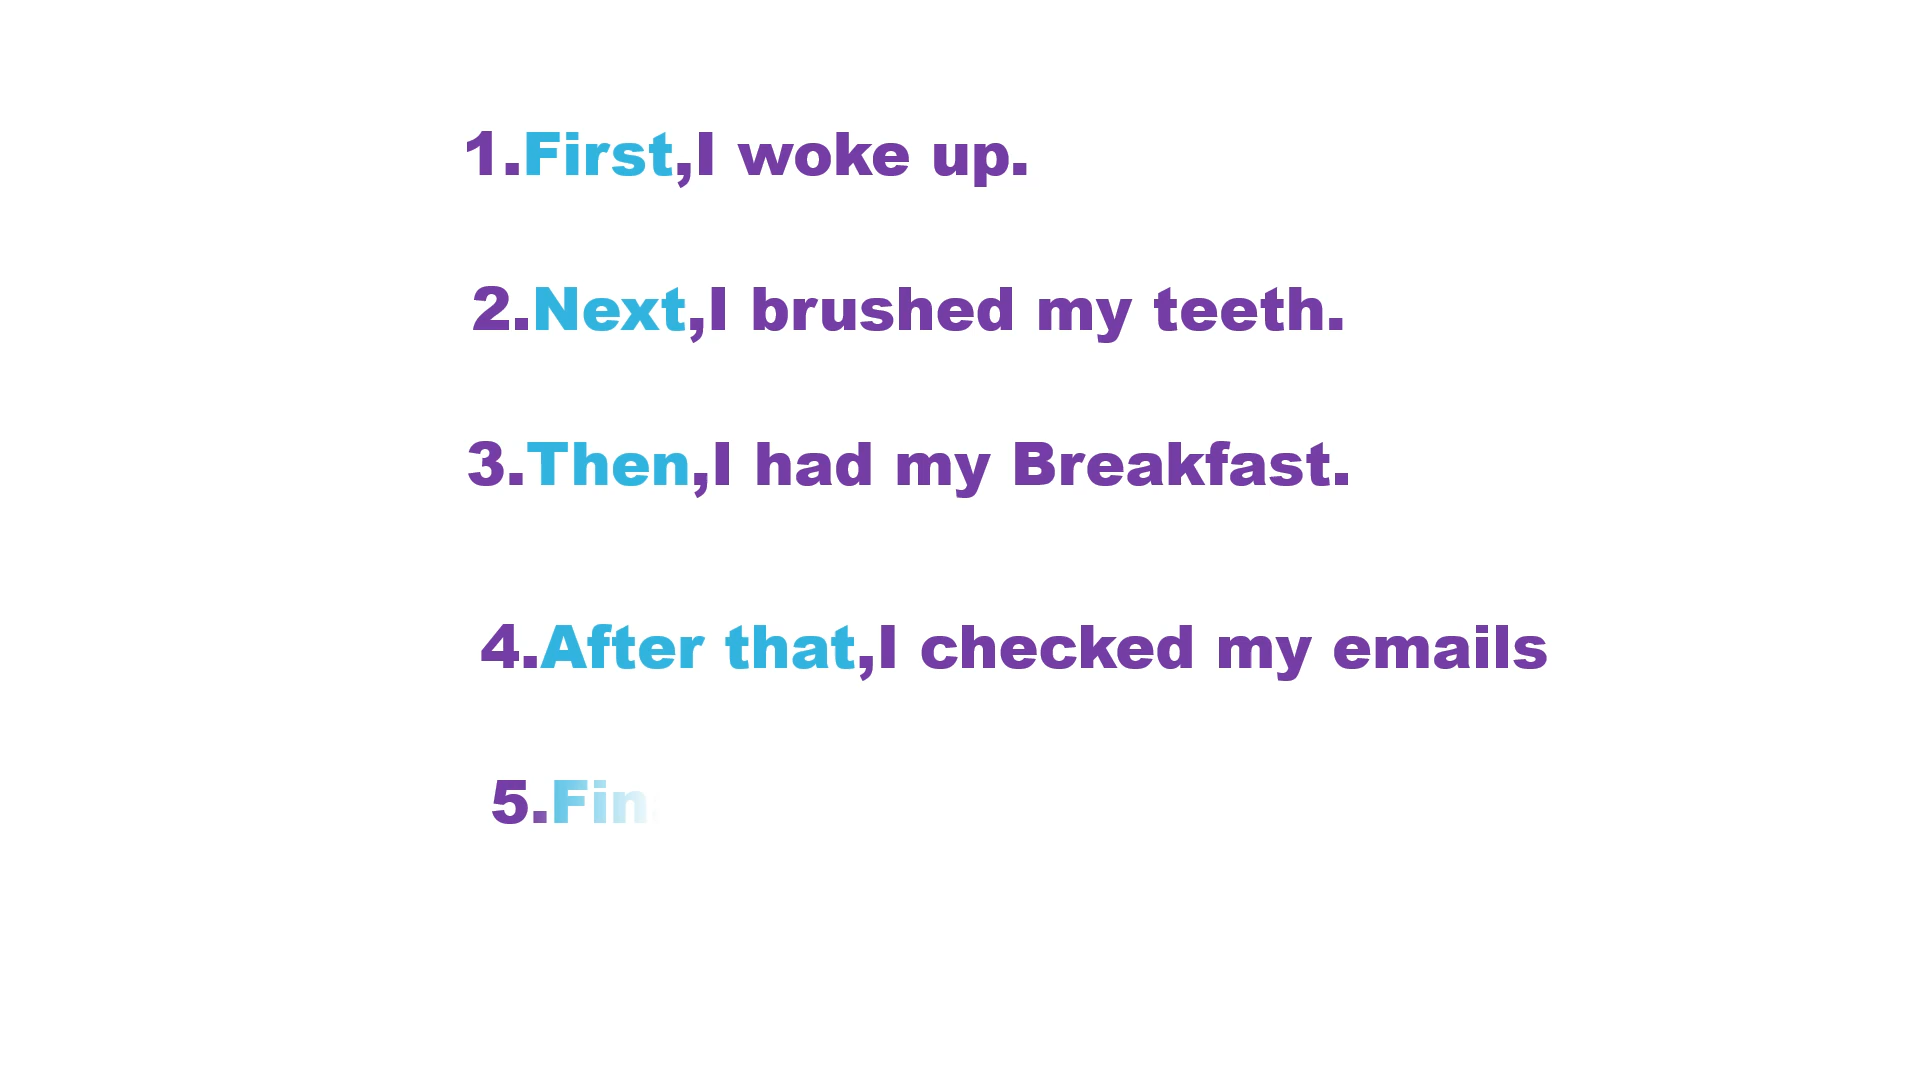 1.First,I woke up.
2.Next,I brushed my teeth.
3.Then,I had my Breakfast.
4.After that,I checked my emails
5.Fin